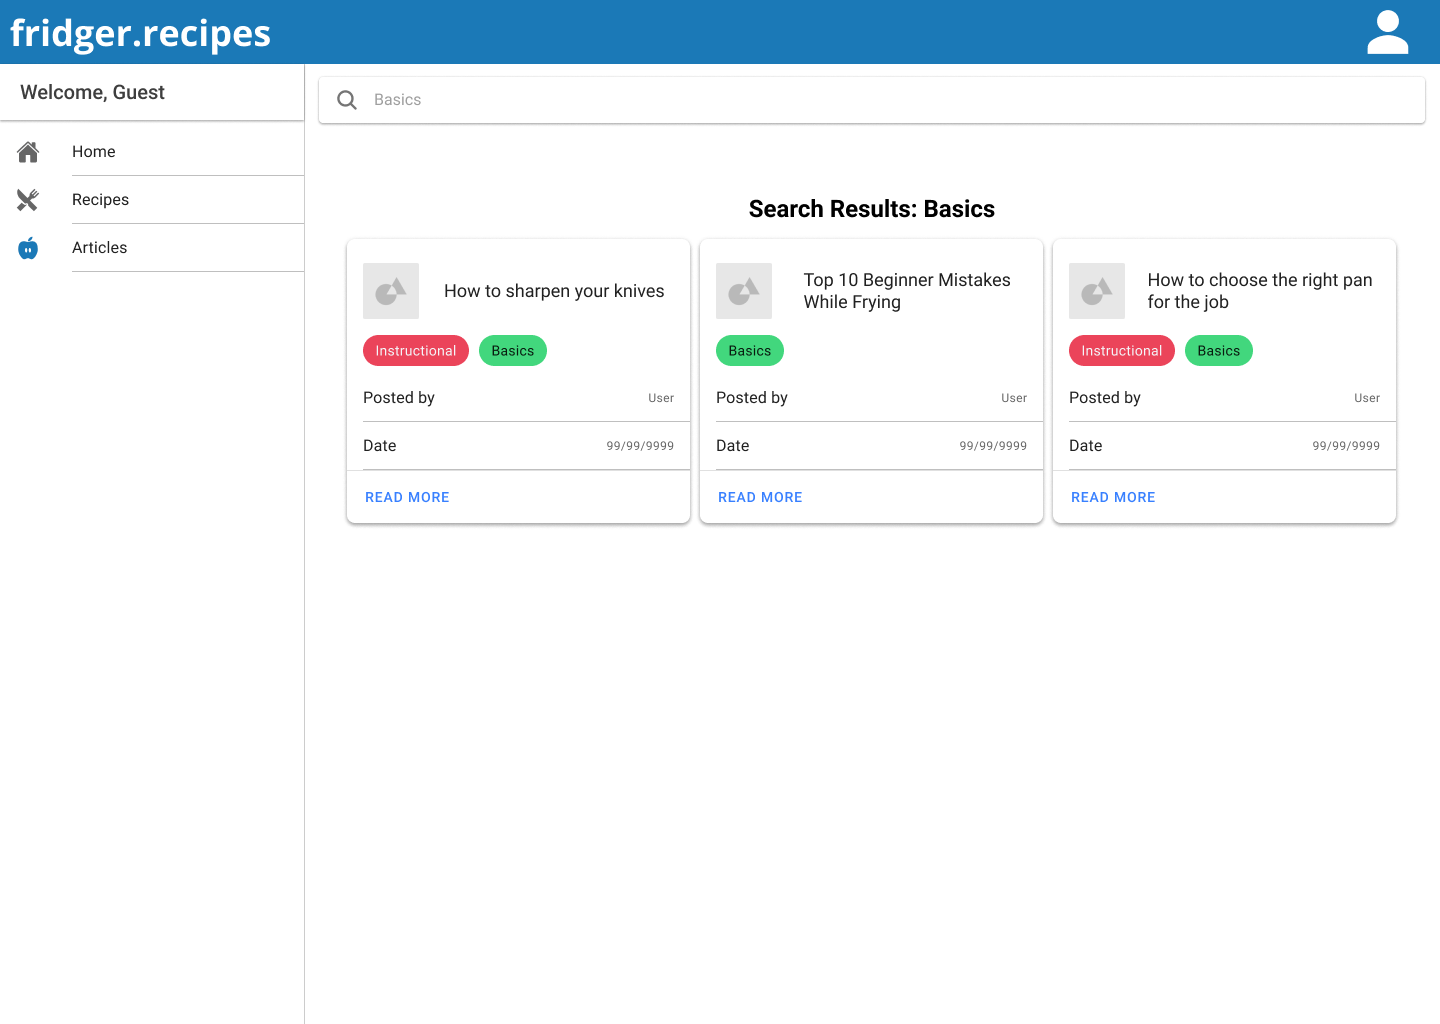 fridger.recipes
Welcome, Guest
Home
Recipes
Articles
Basics
Search Results: Basics
How to sharpen your knives
Instructional
Basics
Posted by
User
Date
99/99/9999
READ MORE
Top 10 Beginner Mistakes
While Frying
Basics
Posted by
User
Date
99/99/9999
READ MORE
How to choose the right pan
for the job
Instructional
Basics
Posted by
User
Date
99/99/9999
READ MORE